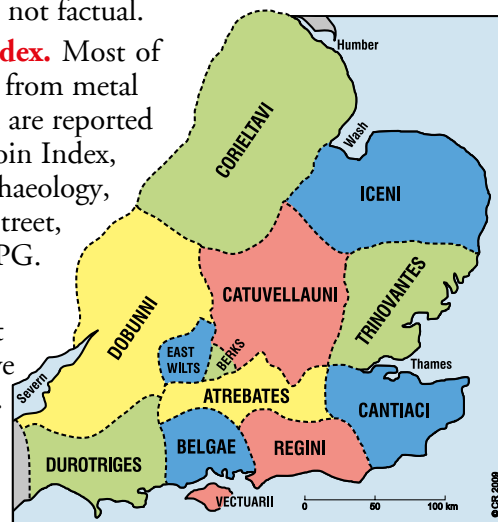 not factual.
dex. Most of
from metal
are reported
oin Index,
haeology,
treet,
PG.
t
ve
Humber
Wash
CORIELTAVI
ICENI
CATUVELLAUNI
TRINOVANTES
DOBUNNI
EAST
WILTS
BERKS
Severn
Thames
ATREBATES
CANTIACI
DUROTRIGES
BELGAE
REGINI
VECTUARII
0 50 100 km
©CR 2009